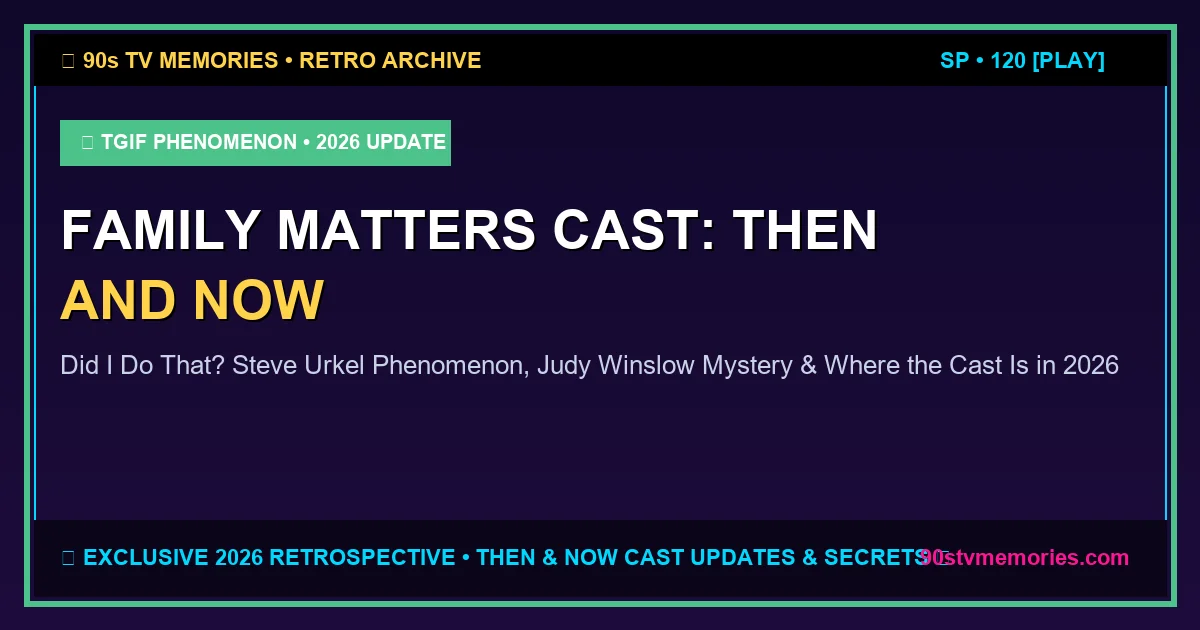 90s TV MEMORIES • RETRO ARCHIVE
SP • 120 [PLAY]
TGIF PHENOMENON • 2026 UPDATE
FAMILY MATTERS CAST: THEN
AND NOW
Did I Do That? Steve Urkel Phenomenon, Judy Winslow Mystery & Where the Cast Is in 2026
EXCLUSIVE 2026 RETROSPECTIVE • THEN & NOW CAST UPDATES & SECRETS
90stvmemories.com